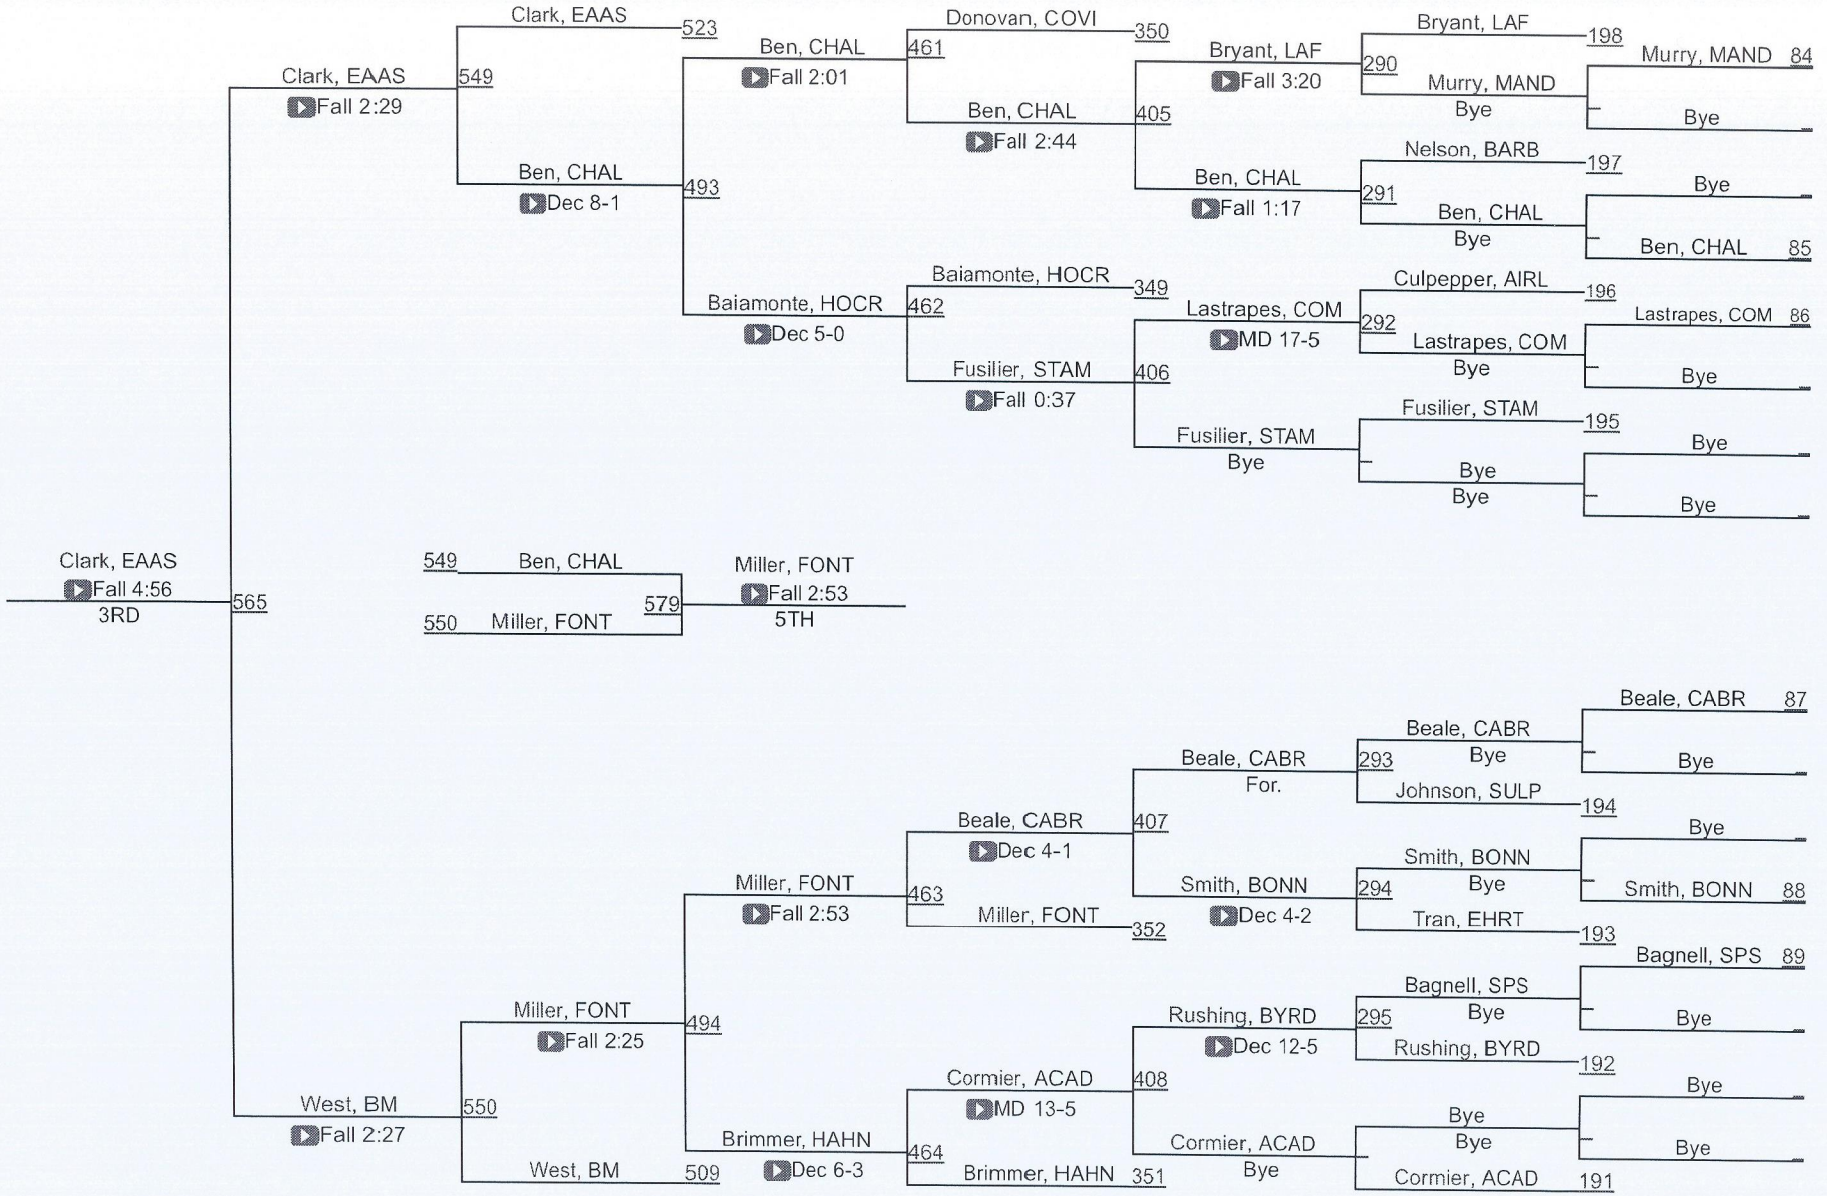 Clark, EAAS
523
Donovan, COVI
350
Bryant, LAF
198
Murry, MAND 84
Ben, CHAL
461
Bryant, LAF
290
Clark, EAAS
549
Fall 2:01
Fall 3:20
Murry, MAND
Bye
Fall 2:29
Bye
Ben, CHAL
405
Fall 2:44
Nelson, BARB
197
Ben, CHAL
493
Ben, CHAL
291
Bye
Dec 8-1
Fall 1:17
Ben, CHAL
Bye
Ben, CHAL 85
Baiamonte, HOCR
349
Culpepper, AIRL
196
Baiamonte, HOCR
462
Lastrapes, COM
292
Lastrapes, COM 86
Dec 5-0
MD 17-5
Lastrapes, COM
Bye
Fusilier, STAM
406
Bye
Fall 0:37
Fusilier, STAM
195
Fusilier, STAM
Bye
Bye
Bye
Bye
Bye
Clark, EAAS
549
Ben, CHAL
Miller, FONT
Fall 4:56
565
579
Fall 2:53
3RD
550
Miller, FONT
5TH
Beale, CABR 87
Beale, CABR
Bye
Beale, CABR
293
Bye
For.
Johnson, SULP
194
Beale, CABR
407
Bye
Dec 4-1
Smith, BONN
Bye
Miller, FONT
463
Smith, BONN
294
Smith, BONN 88
Fall 2:53
Miller, FONT
352
Dec 4-2
Tran, EHRT
193
Bagnell, SPS 89
Bagnell, SPS
Bye
Miller, FONT
494
Rushing, BYRD
295
Bye
Fall 2:25
Dec 12-5
Rushing, BYRD
192
Cormier, ACAD
408
Bye
West, BM
550
MD 13-5
Bye
Bye
Fall 2:27
Brimmer, HAHN
464
Cormier, ACAD
Bye
Bye
West, BM
509
Dec 6-3
Brimmer, HAHN
351
Cormier, ACAD
191